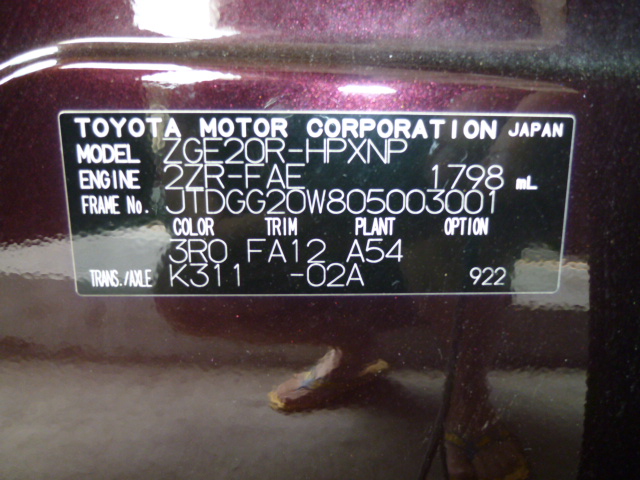 TOYOTA MOTOR CORPORATION JAPAN
MODEL ZGE20R-HPXNP
ENGINE 2ZR-FAE 1798 mL
FRAME No. JTDGG20W805003001
COLOR TRIM PLANT OPTION
3R0 FA12 A54
TRANS./AXLE K311 -02A 922